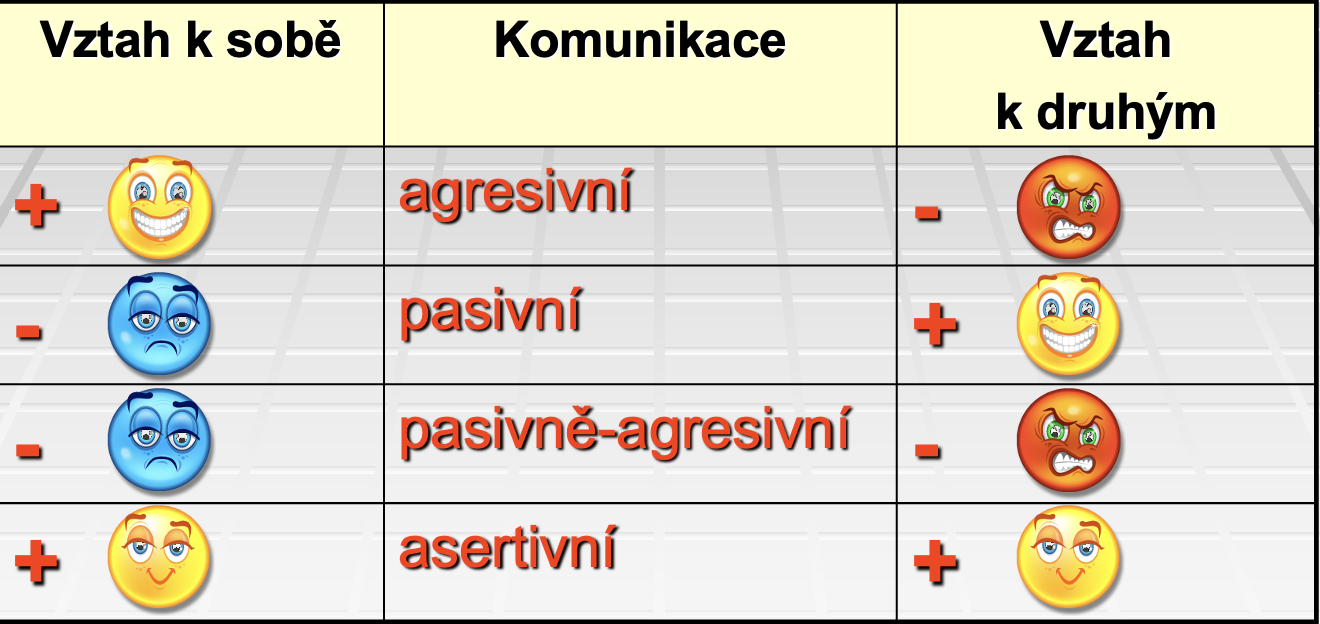 Vztah k sobě
Komunikace
Vztah
k druhým
+ agresivní -
- pasivní +
- pasivně-agresivní -
+ asertivní +